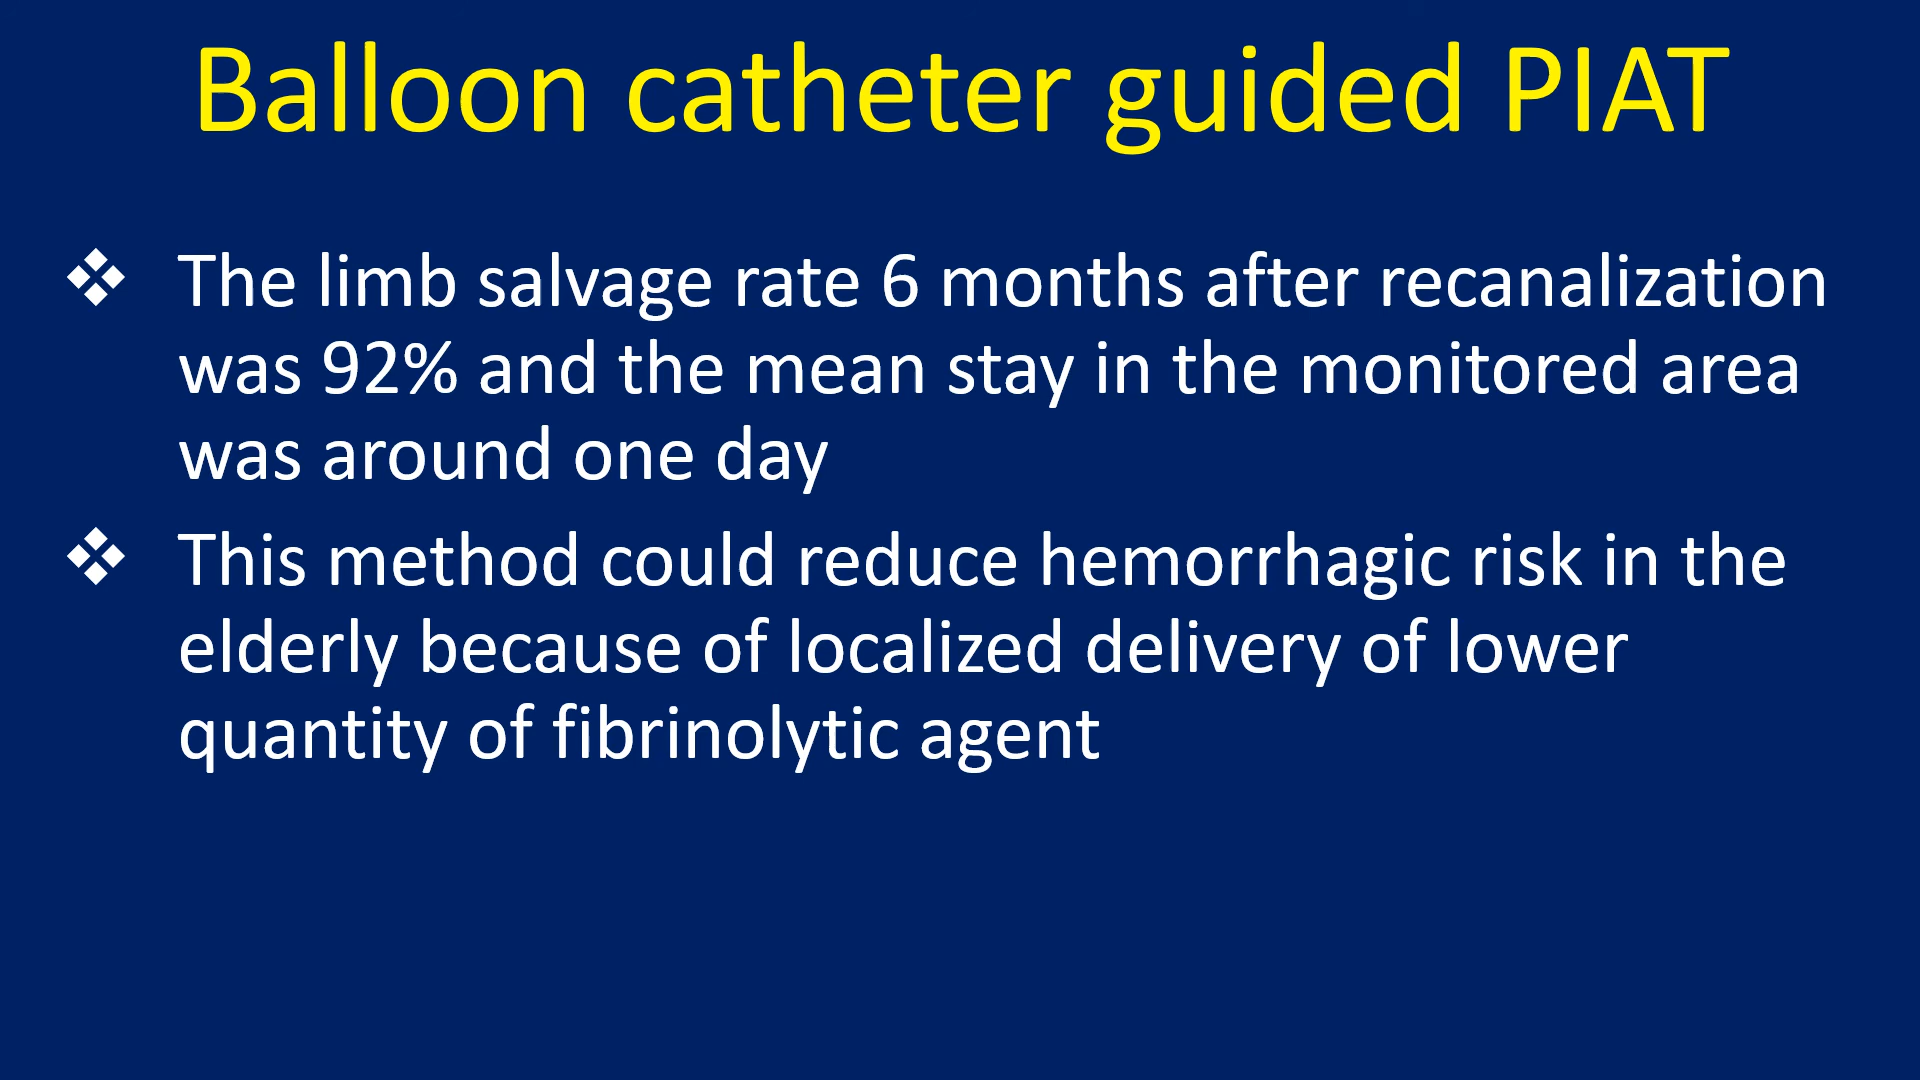 Balloon catheter guided PIAT
❖ The limb salvage rate 6 months after recanalization
was 92% and the mean stay in the monitored area
was around one day
❖ This method could reduce hemorrhagic risk in the
elderly because of localized delivery of lower
quantity of fibrinolytic agent